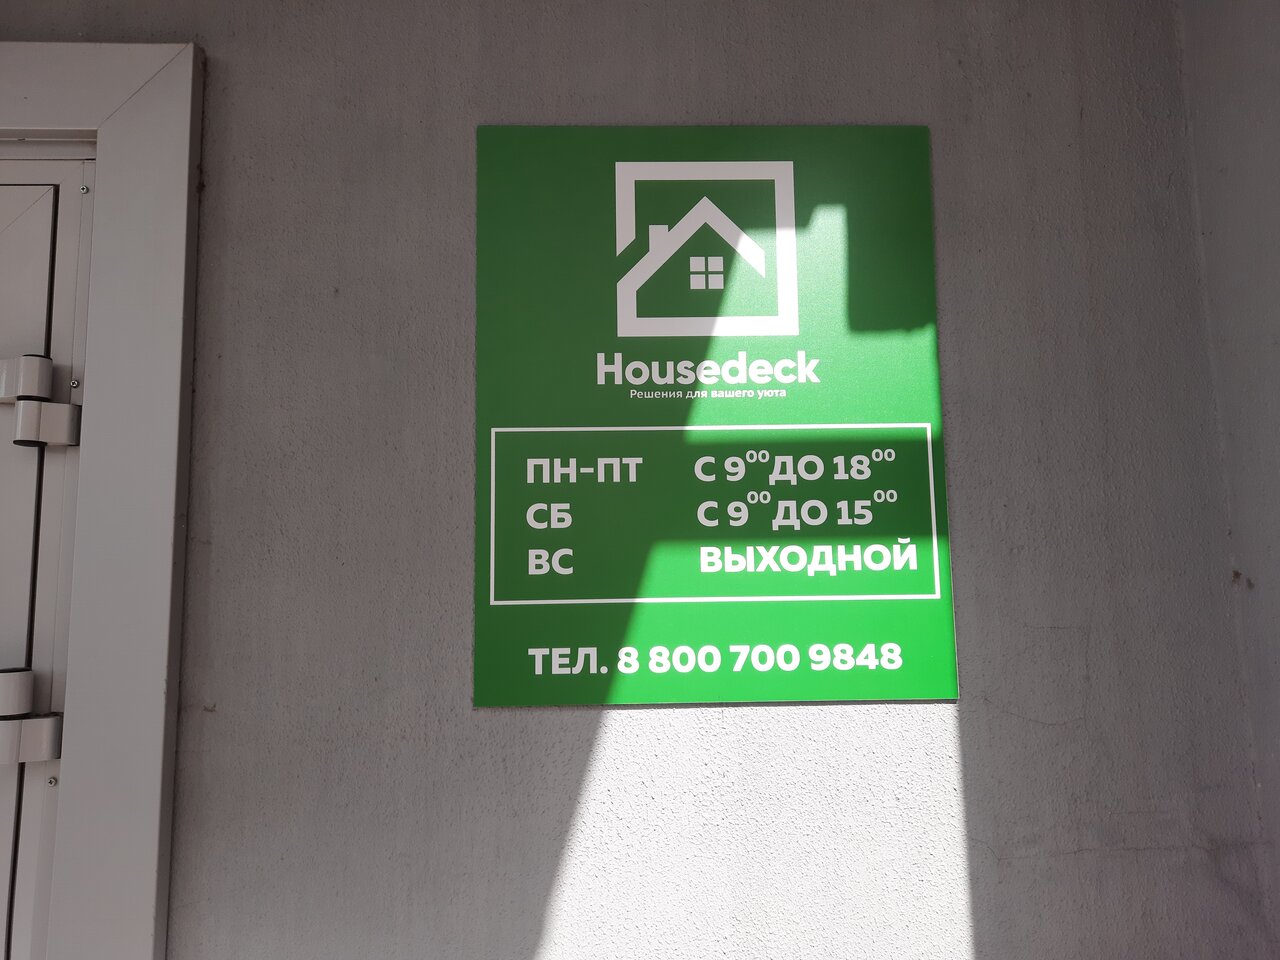 Housedeck
Решения для вашего уюта
ПН-ПТ С 9⁰⁰ ДО 18⁰⁰
СБ С 9⁰⁰ ДО 15⁰⁰
ВС ВЫХОДНОЙ
ТЕЛ. 8 800 700 9848